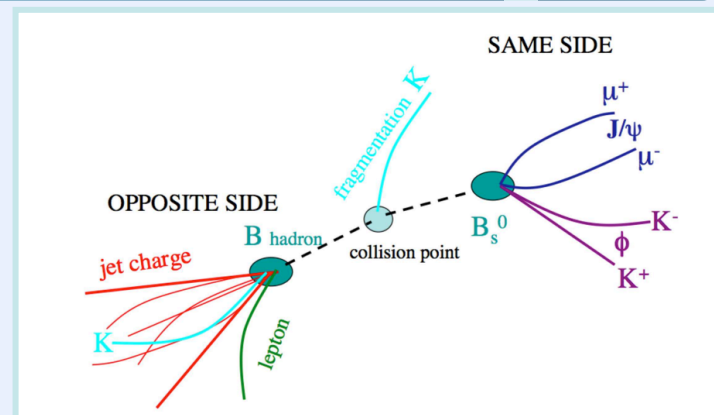 SAME SIDE
μ+
J/ψ
μ-
fragmentation K
OPPOSITE SIDE
B hadron
collision point
Bs0
K-
ϕ
K+
jet charge
K
lepton